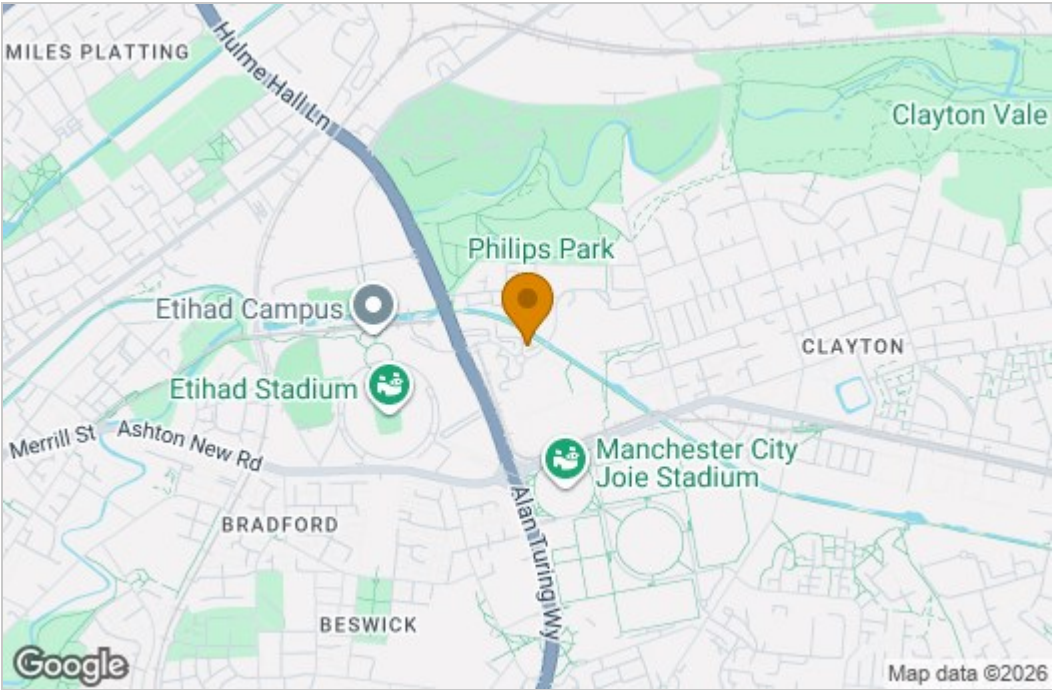 MILES PLATTING
Hulme Hall Ln
Clayton Vale
Philips Park
Etihad Campus
CLAYTON
Etihad Stadium
Merrill St
Ashton New Rd
Manchester City
Joie Stadium
Alan Turing Wy
BRADFORD
BESWICK
Google
Map data ©2026